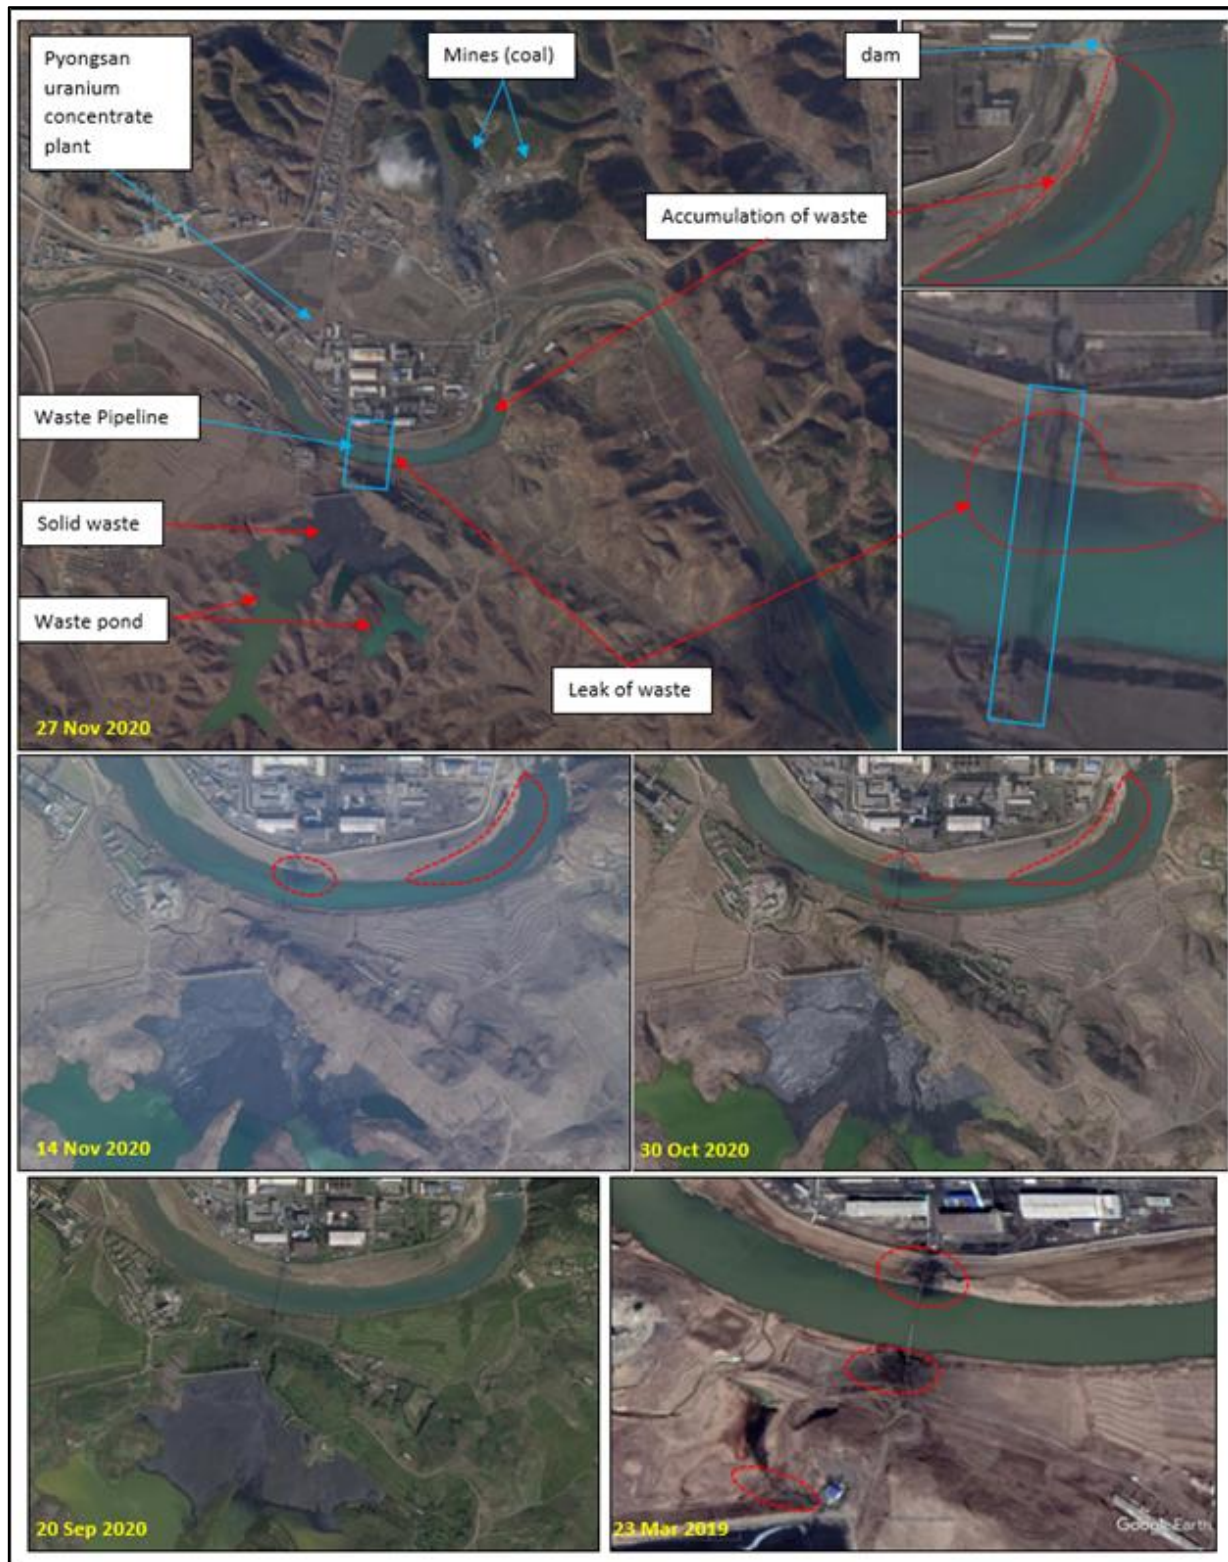 Pyongsan
uranium
concentrate
plant
Mines (coal)
dam
Accumulation of waste
Waste Pipeline
Solid waste
Waste pond
Leak of waste
27 Nov 2020
14 Nov 2020
30 Oct 2020
20 Sep 2020
23 Mar 2019
Google Earth